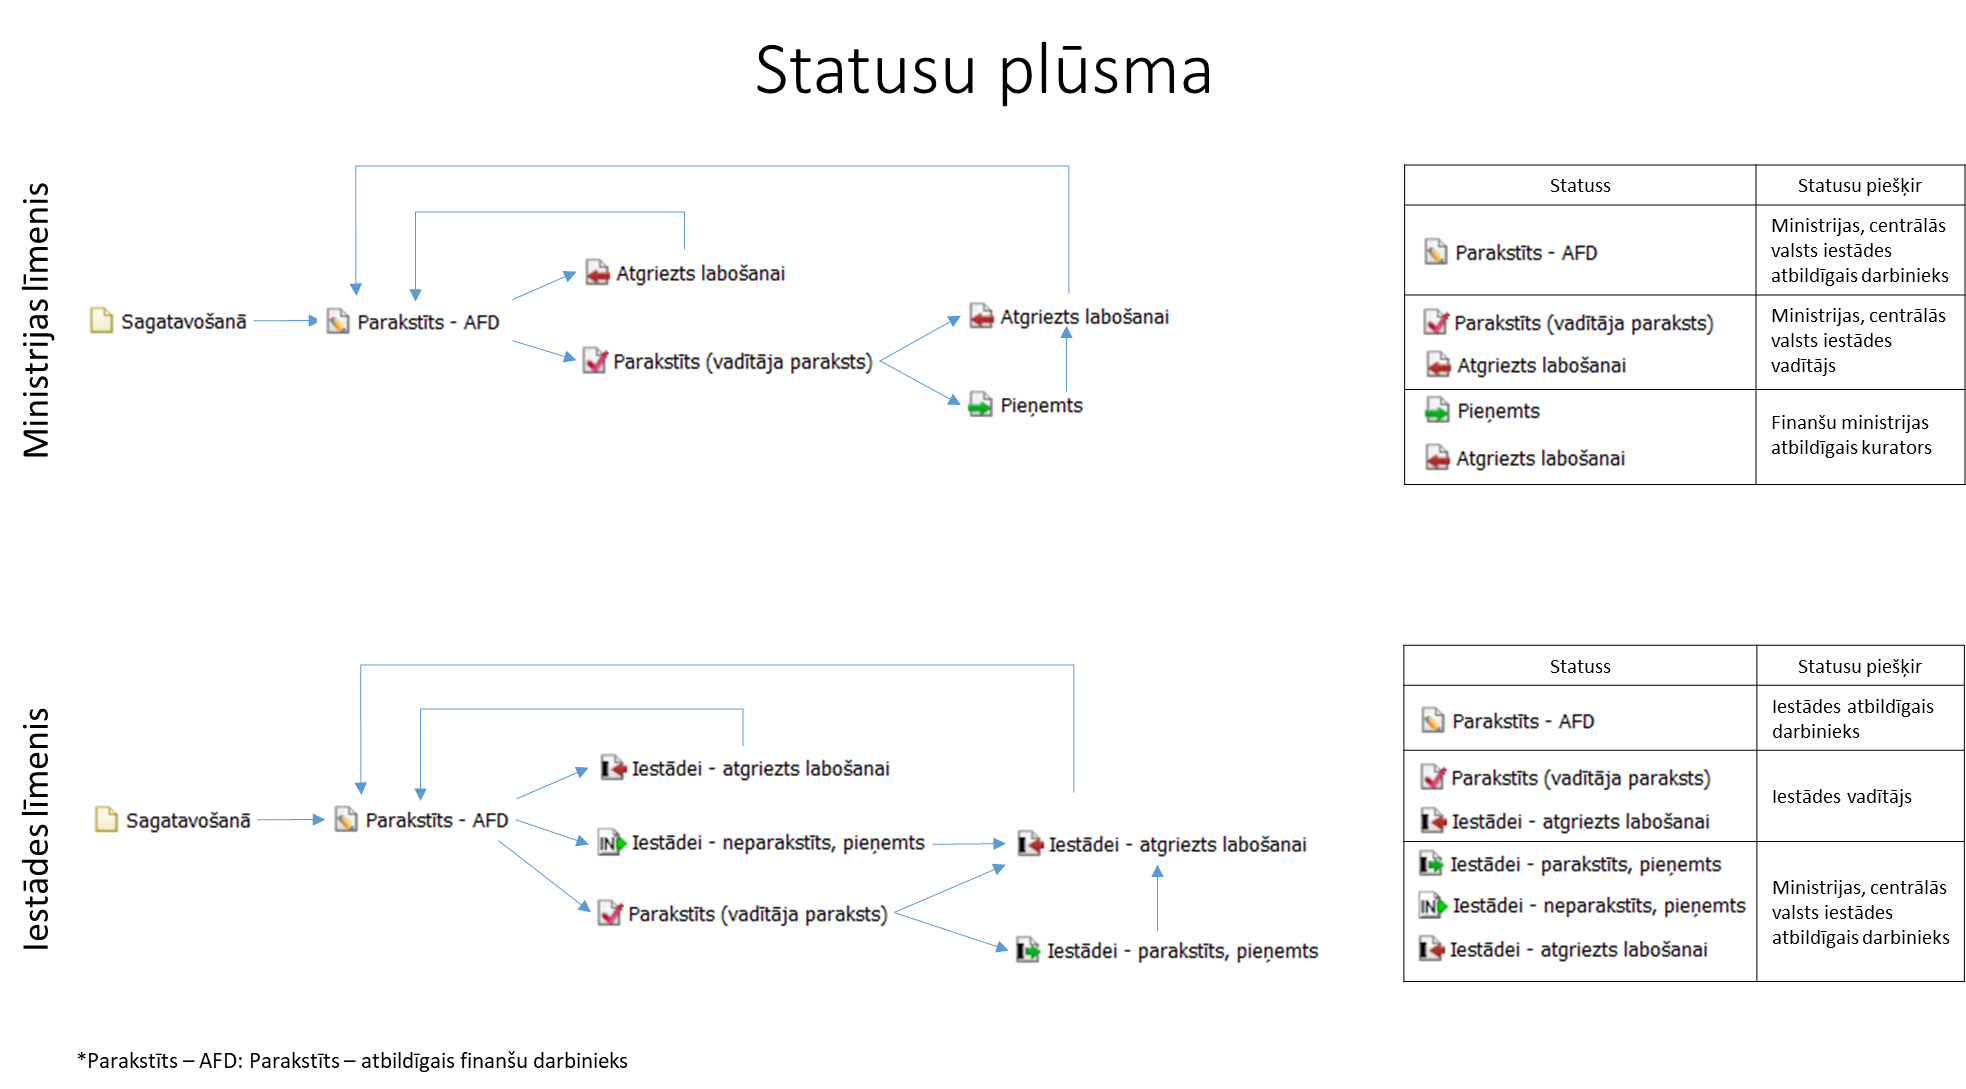 Statusu plūsma
Ministrijas līmenis
Sagatavošanā
Parakstīts - AFD
Atgriezts labošanai
Parakstīts (vadītāja paraksts)
Atgriezts labošanai
Pieņemts
Statuss
Statusu piešķir
Parakstīts - AFD
Ministrijas, centrālās
valsts iestādes
atbildīgais darbinieks
Parakstīts (vadītāja paraksts)
Atgriezts labošanai
Ministrijas, centrālās
valsts iestādes
vadītājs
Pieņemts
Atgriezts labošanai
Finanšu ministrijas
atbildīgais kurators
Iestādes līmenis
Sagatavošanā
Parakstīts - AFD
Iestādei - atgriezts labošanai
IN Iestādei - neparakstīts, pieņemts
Parakstīts (vadītāja paraksts)
Iestādei - atgriezts labošanai
Iestādei - parakstīts, pieņemts
Statuss
Statusu piešķir
Parakstīts - AFD
Iestādes atbildīgais
darbinieks
Parakstīts (vadītāja paraksts)
Iestādei - atgriezts labošanai
Iestādes vadītājs
Iestādei - parakstīts, pieņemts
IN Iestādei - neparakstīts, pieņemts
Iestādei - atgriezts labošanai
Ministrijas, centrālās
valsts iestādes
atbildīgais darbinieks
*Parakstīts – AFD: Parakstīts – atbildīgais finanšu darbinieks